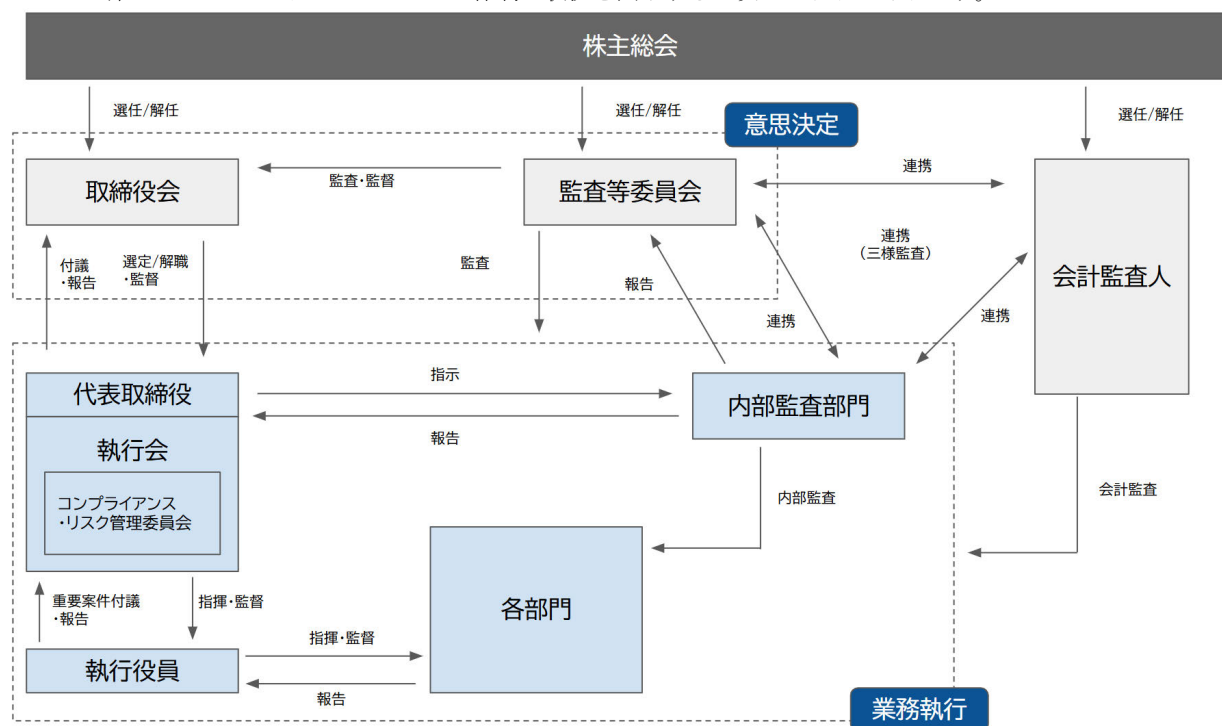 株主総会
選任/解任
選任/解任
選任/解任
意思決定
取締役会
監査・監督
監査等委員会
連携
連携
（三様監査）
会計監査人
付議
・報告
選定/解職
・監督
監査
報告
連携
連携
代表取締役
指示
内部監査部門
報告
執行会
コンプライアンス
・リスク管理委員会
内部監査
会計監査
各部門
重要案件付議
・報告
指揮・監督
執行役員
指揮・監督
報告
業務執行